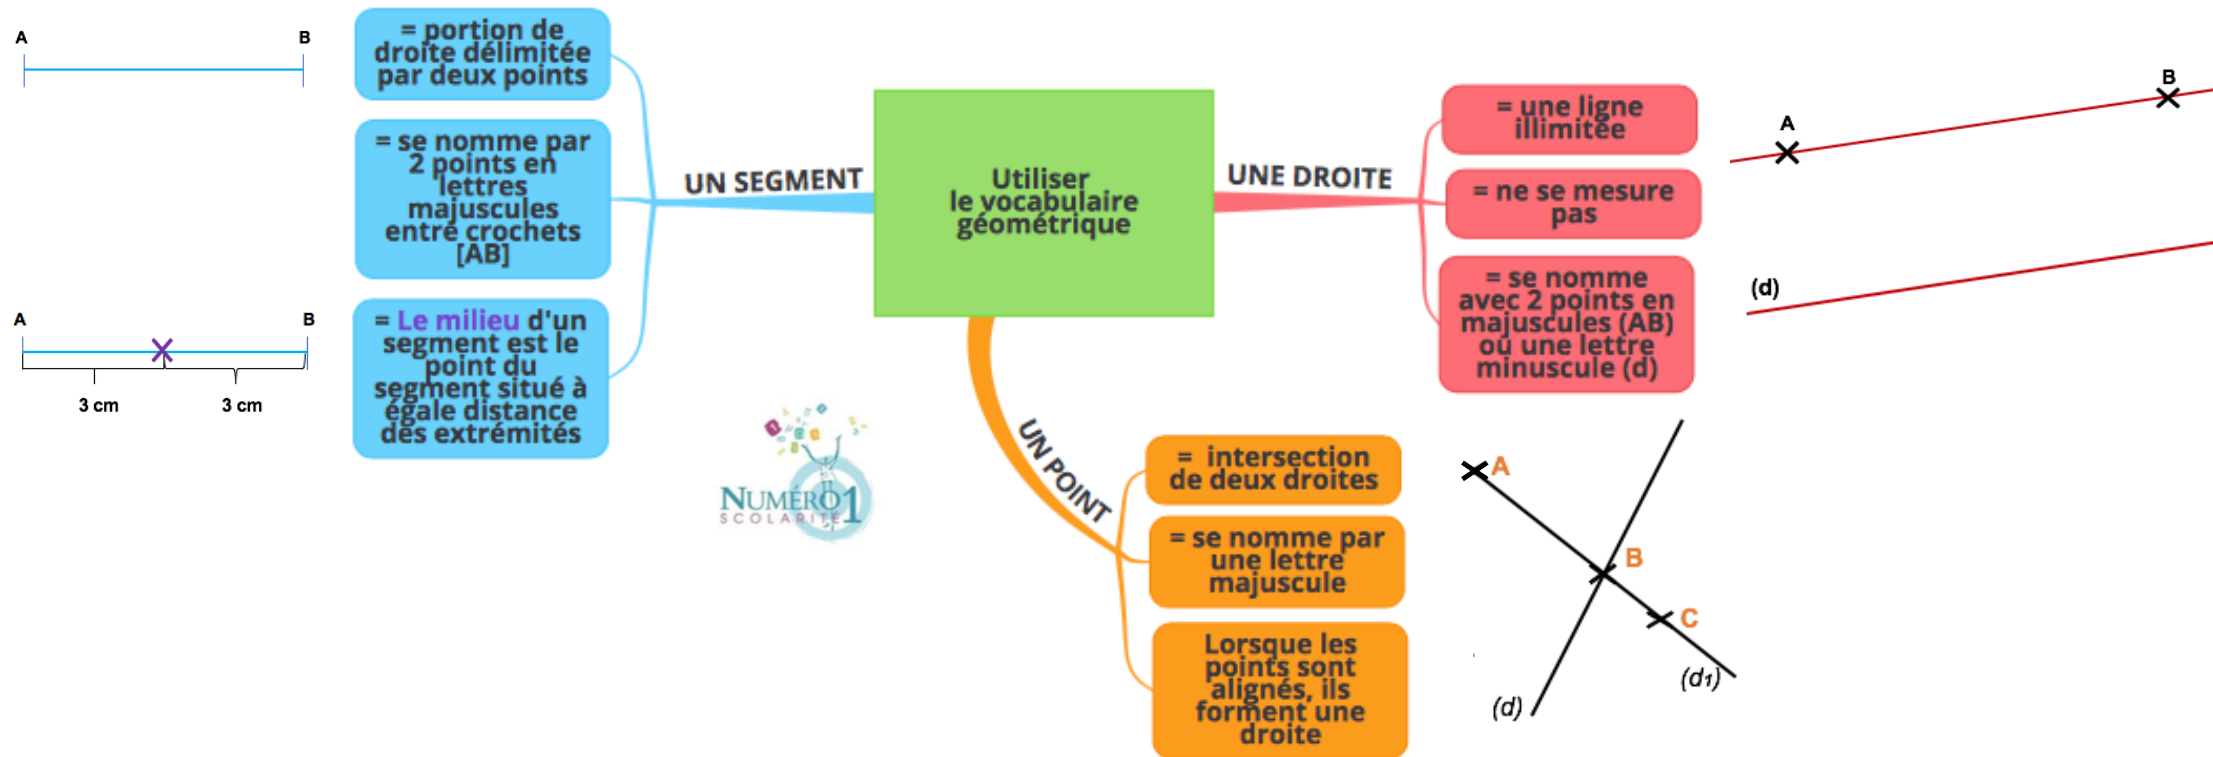 A
B
= portion de
droite délimitée
par deux points
= se nomme par
2 points en
lettres
majuscules
entre crochets
[AB]
A
B
3 cm
3 cm
= Le milieu d'un
segment est le
point du
segment situé à
égale distance
des extrémités
UN SEGMENT
Utiliser
le vocabulaire
géométrique
UNE DROITE
= une ligne
illimitée
= ne se mesure
pas
= se nomme
avec 2 points en
majuscules (AB)
ou une lettre
minuscule (d)
A
B
(d)
UN POINT
= intersection
de deux droites
= se nomme par
une lettre
majuscule
Lorsque les
points sont
alignés, ils
forment une
droite
A
B
C
(d)
(d1)
NUMÉRO 1
SCOLARITÉ